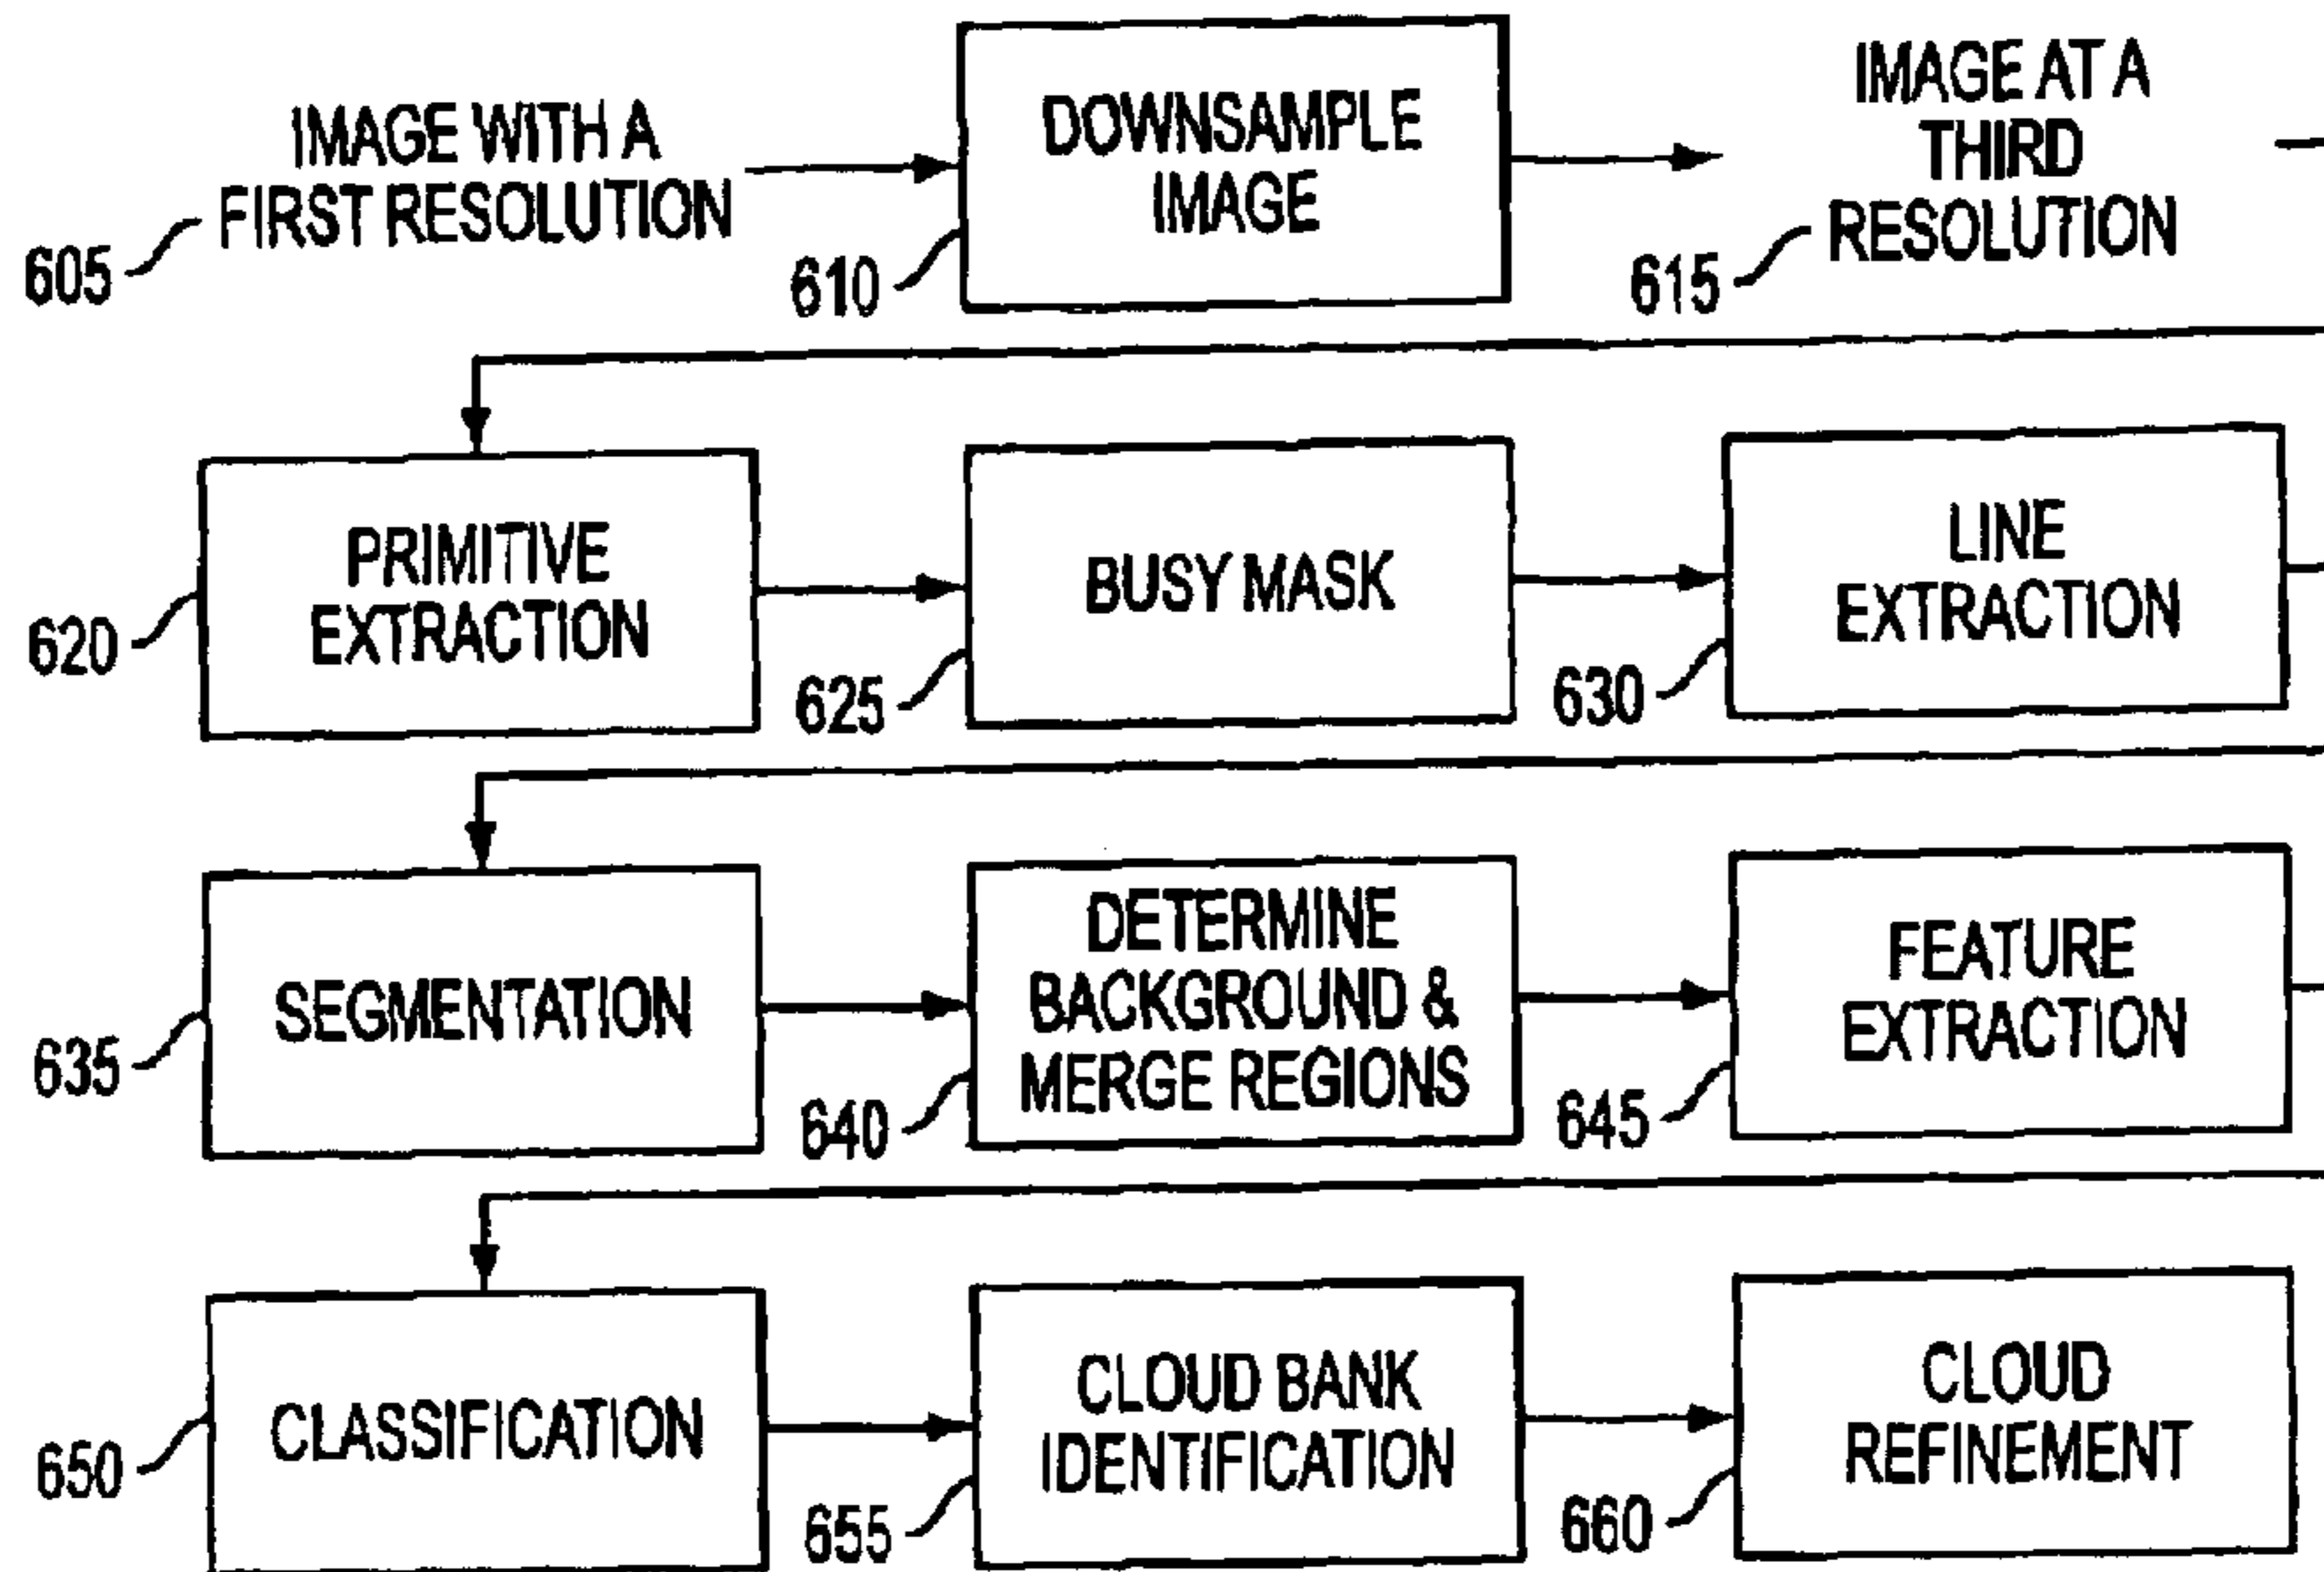 IMAGE WITH A
FIRST RESOLUTION
605
DOWNSAMPLE
IMAGE
610
IMAGE AT A
THIRD
RESOLUTION
615
PRIMITIVE
EXTRACTION
620
BUSY MASK
625
LINE
EXTRACTION
630
SEGMENTATION
635
DETERMINE
BACKGROUND &
MERGE REGIONS
640
FEATURE
EXTRACTION
645
CLASSIFICATION
650
CLOUD BANK
IDENTIFICATION
655
CLOUD
REFINEMENT
660